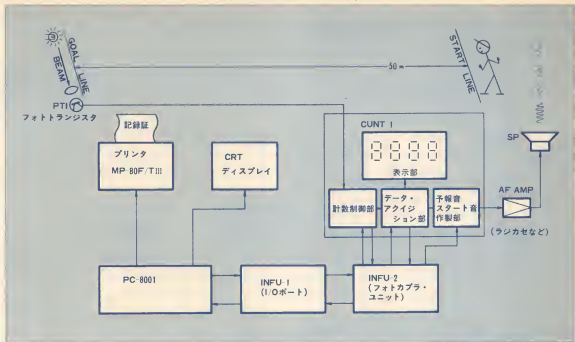 GOAL LINE
BEAM
PT1
フォトトランジスタ
50 m
START LINE
記録証
プリンタ
MP-80F/TIII
CRT
ディスプレイ
CUNT 1
8888
表示部
計数制御部
データ・
アクイジ
ション部
予報音
スタート音
作製部
SP
AF AMP
(ラジカセなど)
PC-8001
INFU-1
(I/Oポート)
INFU-2
(フォトカプラ・
ユニット)